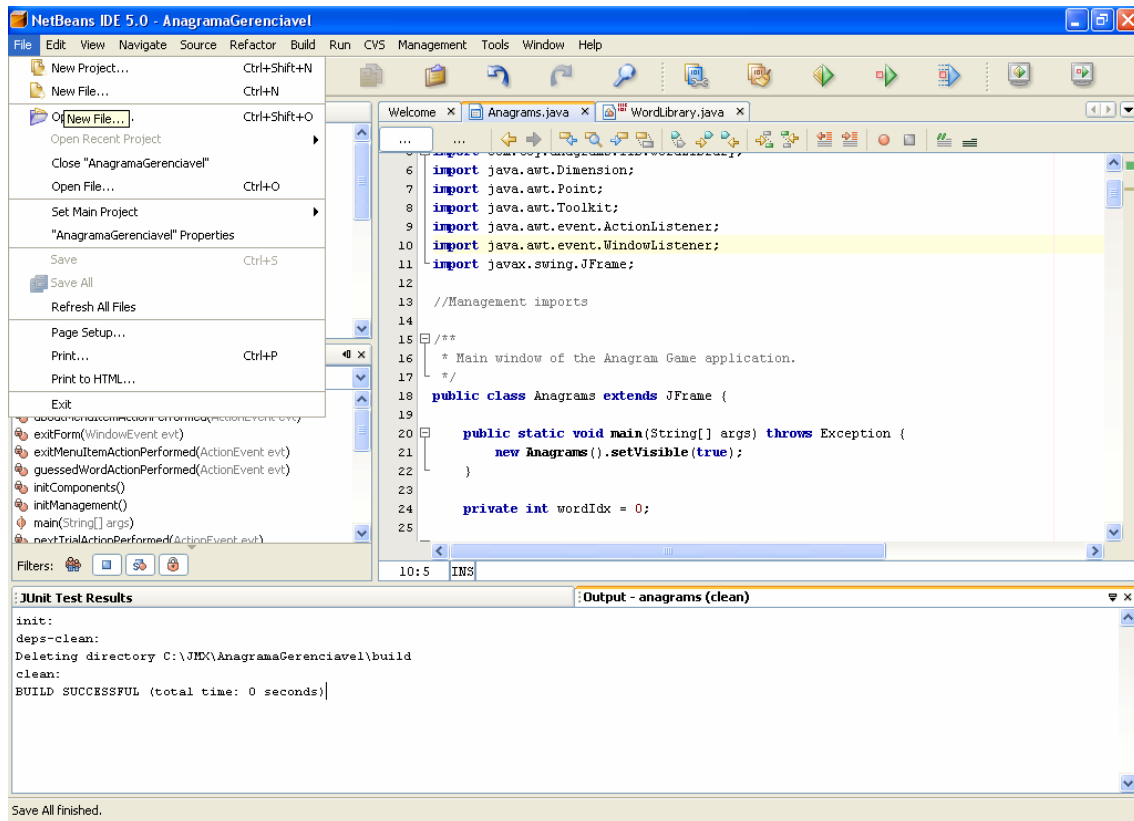 NetBeans IDE 5.0 - AnagramaGerenciavel
File Edit View Navigate Source Refactor Build Run CVS Management Tools Window Help
New Project... Ctrl+Shift+N
New File... Ctrl+N
New File... Ctrl+Shift+O
Open Recent Project
Close "AnagramaGerenciavel"
Open File... Ctrl+O
Set Main Project
"AnagramaGerenciavel" Properties
Save Ctrl+S
Save All
Refresh All Files
Page Setup...
Print... Ctrl+P
Print to HTML...
Exit
aboutMenuItemActionPerformed(ActionEvent evt)
exitForm(WindowEvent evt)
exitMenuItemActionPerformed(ActionEvent evt)
guessedWordActionPerformed(ActionEvent evt)
initComponents()
initManagement()
main(String[] args)
nextTrialActionPerformed(ActionEvent evt)
Filters:
Welcome Anagrams.java WordLibrary.java
... ...
6 import java.awt.Dimension;
7 import java.awt.Point;
8 import java.awt.Toolkit;
9 import java.awt.event.ActionListener;
10 import java.awt.event.WindowListener;
11 import javax.swing.JFrame;
12
13 //Management imports
14
15 /**
16 * Main window of the Anagram Game application.
17 */
18 public class Anagrams extends JFrame {
19
20 public static void main(String[] args) throws Exception {
21 new Anagrams().setVisible(true);
22 }
23
24 private int wordIdx = 0;
25
10:5 INS
JUnit Test Results
Output - anagrams (clean)
init:
deps-clean:
Deleting directory C:\JMX\AnagramaGerenciavel\build
clean:
BUILD SUCCESSFUL (total time: 0 seconds)
Save All finished.